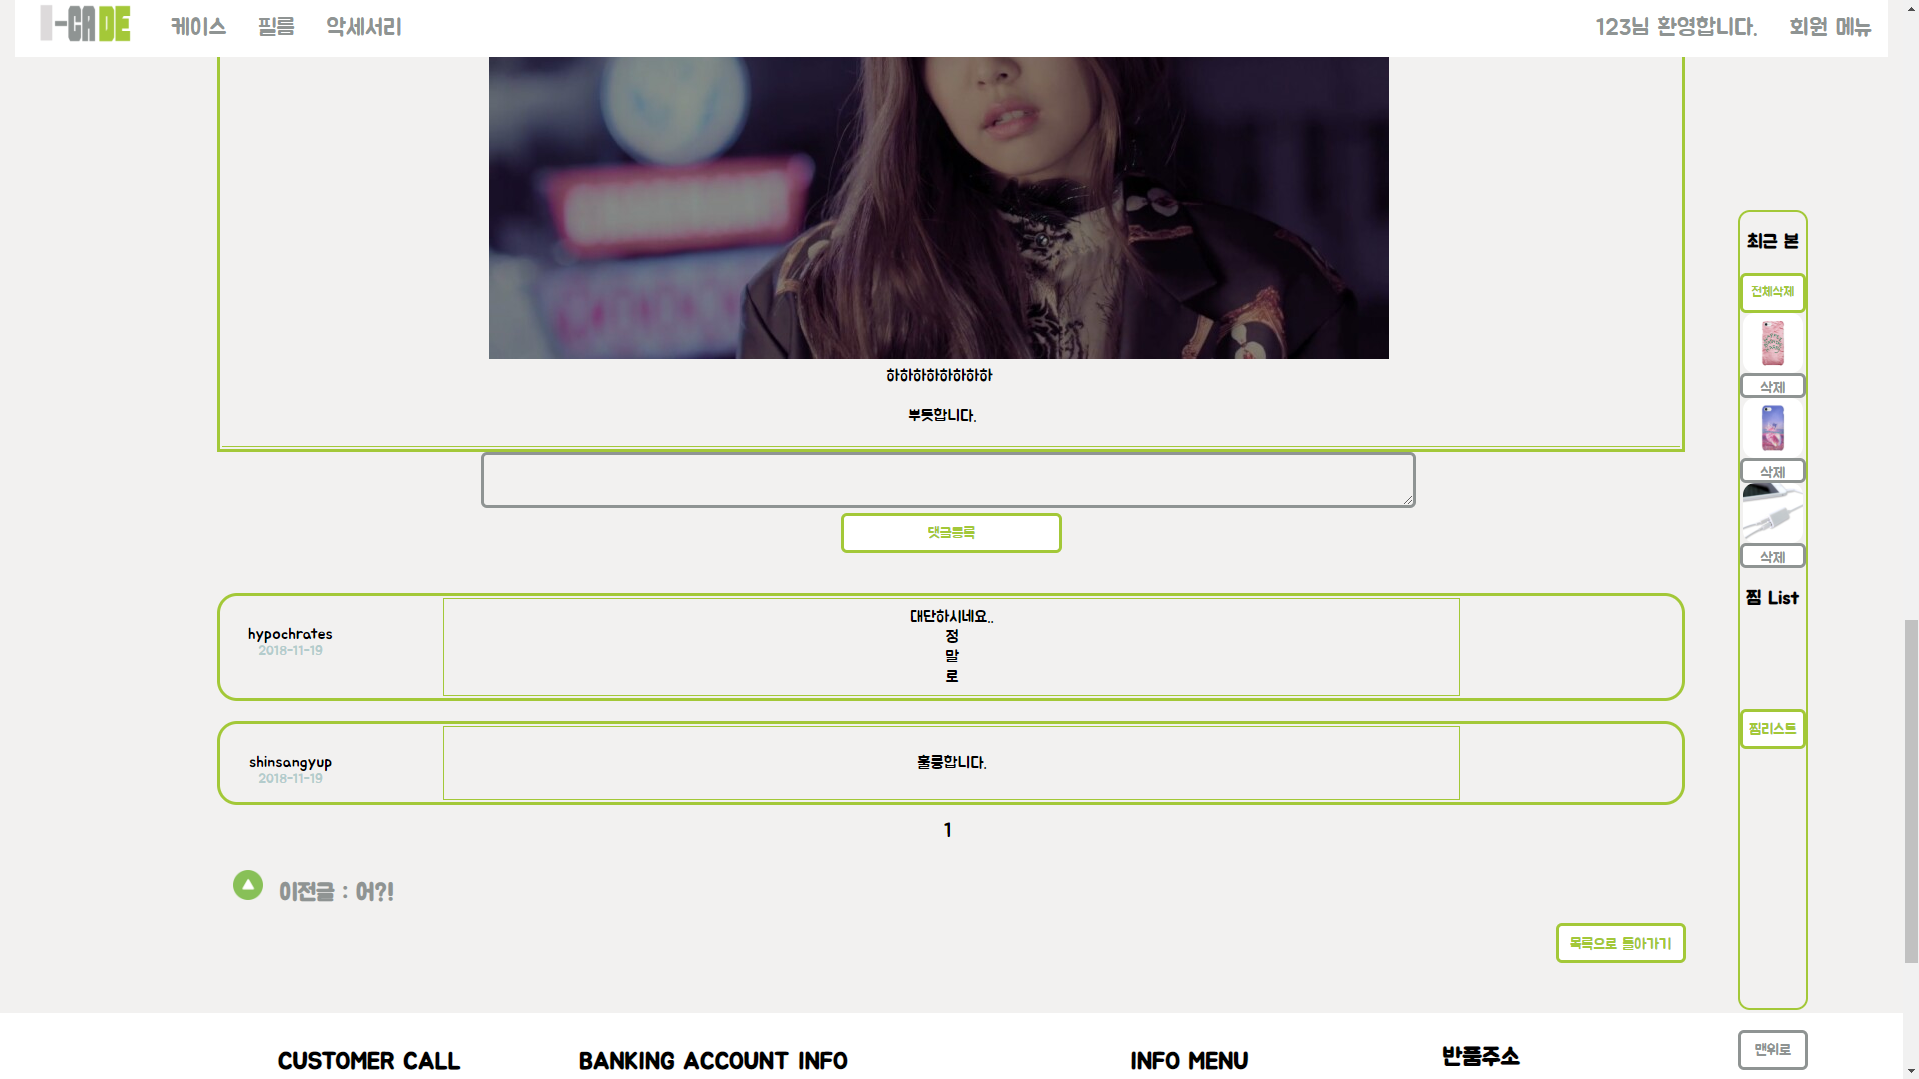 I-CADE
케이스 필름 악세서리
123님 환영합니다. 회원 메뉴
하하하하하하하하
뿌듯합니다.
댓글등록
hypochrates
2018-11-19
대단하시네요..
정
말
로
shinsangyup
2018-11-19
훌륭합니다.
1
이전글 : 어?!
목록으로 돌아가기
최근 본
전체삭제
삭제
삭제
삭제
찜 List
찜리스트
맨위로
CUSTOMER CALL
BANKING ACCOUNT INFO
INFO MENU
반품주소